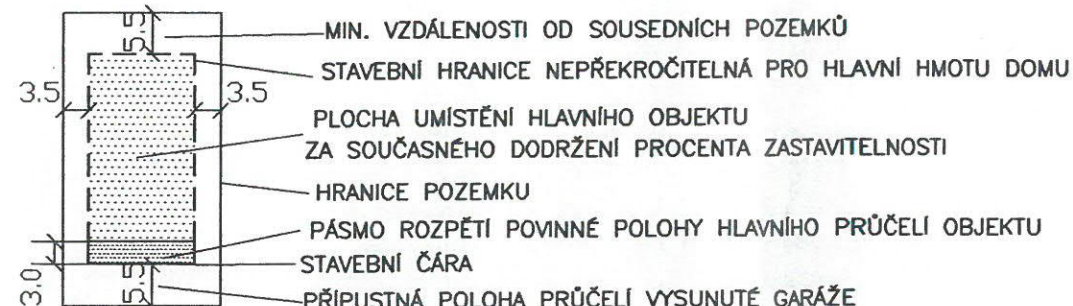 5.5
MIN. VZDÁLENOSTI OD SOUSEDNÍCH POZEMKŮ
STAVEBNÍ HRANICE NEPŘEKROČITELNÁ PRO HLAVNÍ HMOTU DOMU
3.5
3.5
PLOCHA UMÍSTĚNÍ HLAVNÍHO OBJEKTU
ZA SOUČASNÉHO DODRŽENÍ PROCENTA ZASTAVITELNOSTI
HRANICE POZEMKU
PÁSMO ROZPĚTÍ POVINNÉ POLOHY HLAVNÍHO PRŮČELÍ OBJEKTU
STAVEBNÍ ČÁRA
3.0
5.5
PŘÍPUSTNÁ POLOHA PRŮČELÍ VYSUNUTÉ GARÁŽE